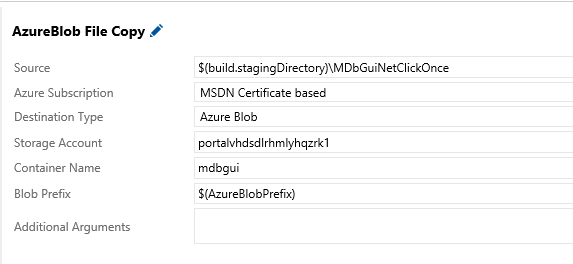 AzureBlob File Copy
Source $(build.stagingDirectory)\MDbGuiNetClickOnce
Azure Subscription MSDN Certificate based
Destination Type Azure Blob
Storage Account portalvhdsdlrhmlyhqzrk1
Container Name mdbgui
Blob Prefix $(AzureBlobPrefix)
Additional Arguments